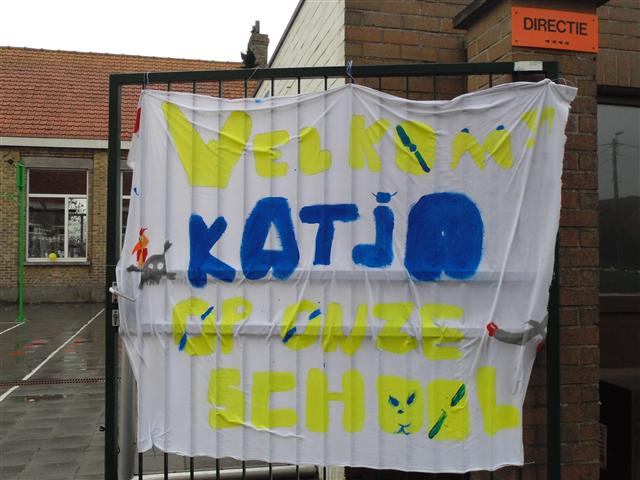 DIRECTIE
WELKOM
KATJA
OP ONZE
SCHOOL